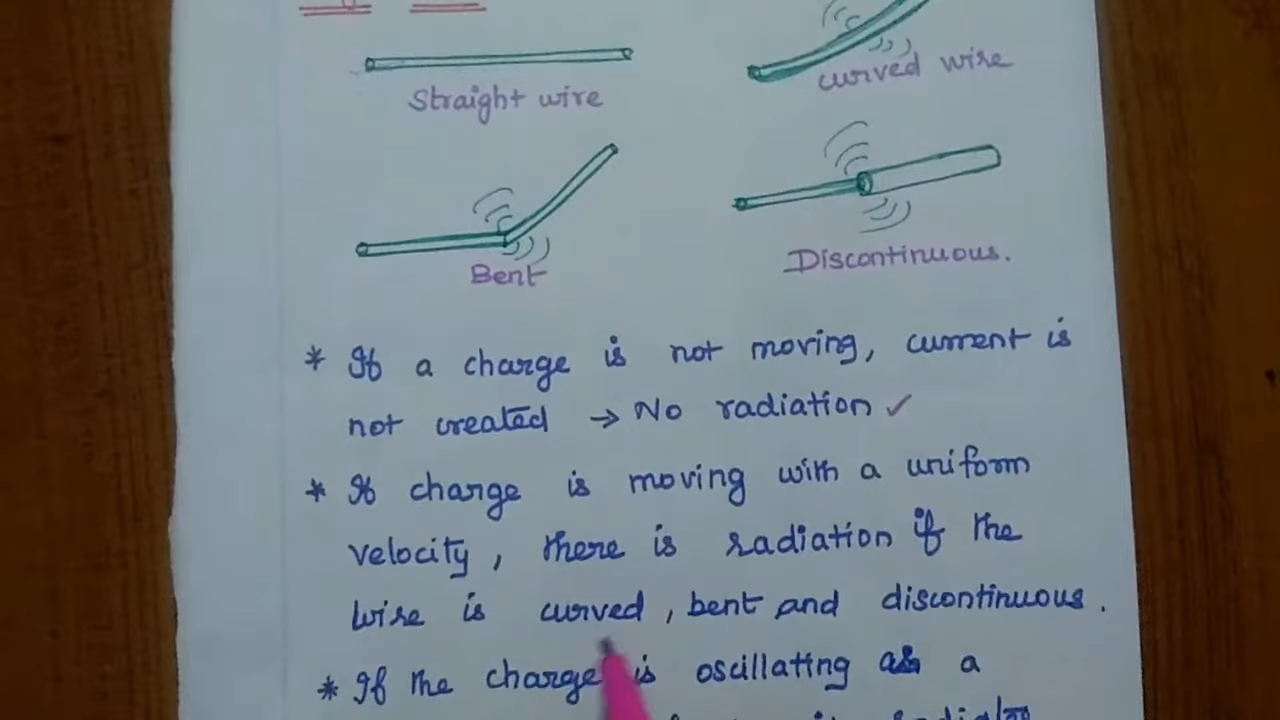 Straight wire
curved wire
Bent
Discontinuous.
* If a charge is not moving, current is
not created → No radiation ✓
* If charge is moving with a uniform
velocity, there is radiation if the
wire is curved, bent and discontinuous.
* If the charge is oscillating as a